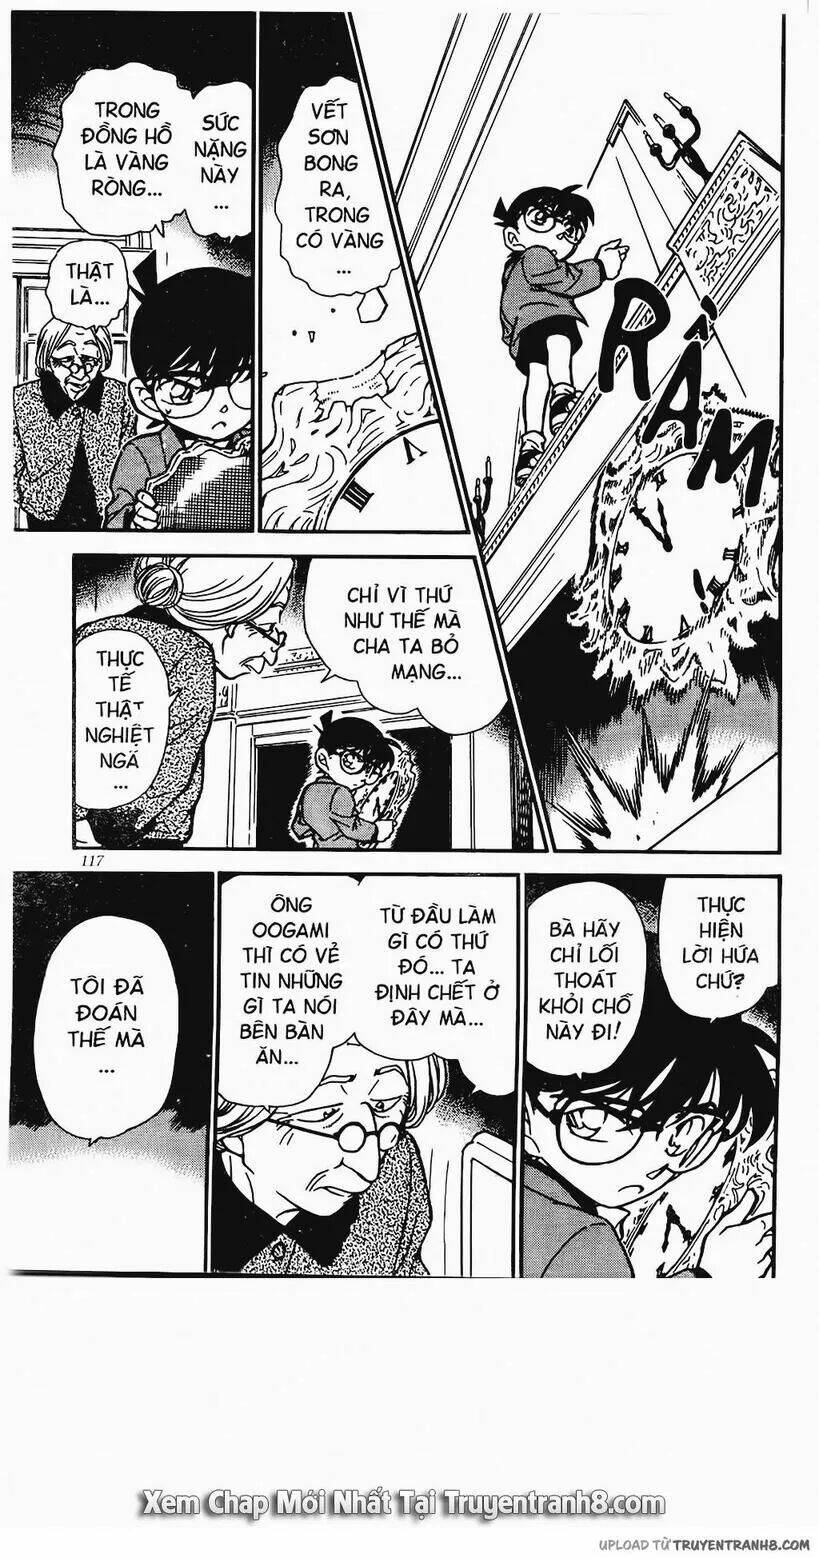 RẦM
VẾT
SƠN
BONG
RA,
TRONG
CÓ VÀNG
...
SỨC
NẶNG
NÀY
...
TRONG
ĐỒNG HỒ
LÀ VÀNG
RÒNG...
THẬT
LÀ...
CHỈ VÌ THỨ
NHƯ THẾ MÀ
CHA TA BỎ
MẠNG...
THỰC
TẾ
THẬT
NGHIỆT
NGÃ
...
117
THỰC
HIỆN
LỜI HỨA
CHỨ?
BÀ HÃY
CHỈ LỐI
THOÁT
KHỎI CHỖ
NÀY ĐI!
TỪ ĐẦU LÀM
GÌ CÓ THỨ
ĐÓ... TA
ĐỊNH CHẾT Ở
ĐÂY MÀ...
ÔNG
OOGAMI
THÌ CÓ VẺ
TIN NHỮNG
GÌ TA NÓI
BÊN BÀN
ĂN...
TÔI ĐÃ
ĐOÁN
THẾ MÀ
...
Xem Chap Mới Nhất Tại Truyentranh8.com
UPLOAD TỪ TRUYENTRANH8.COM